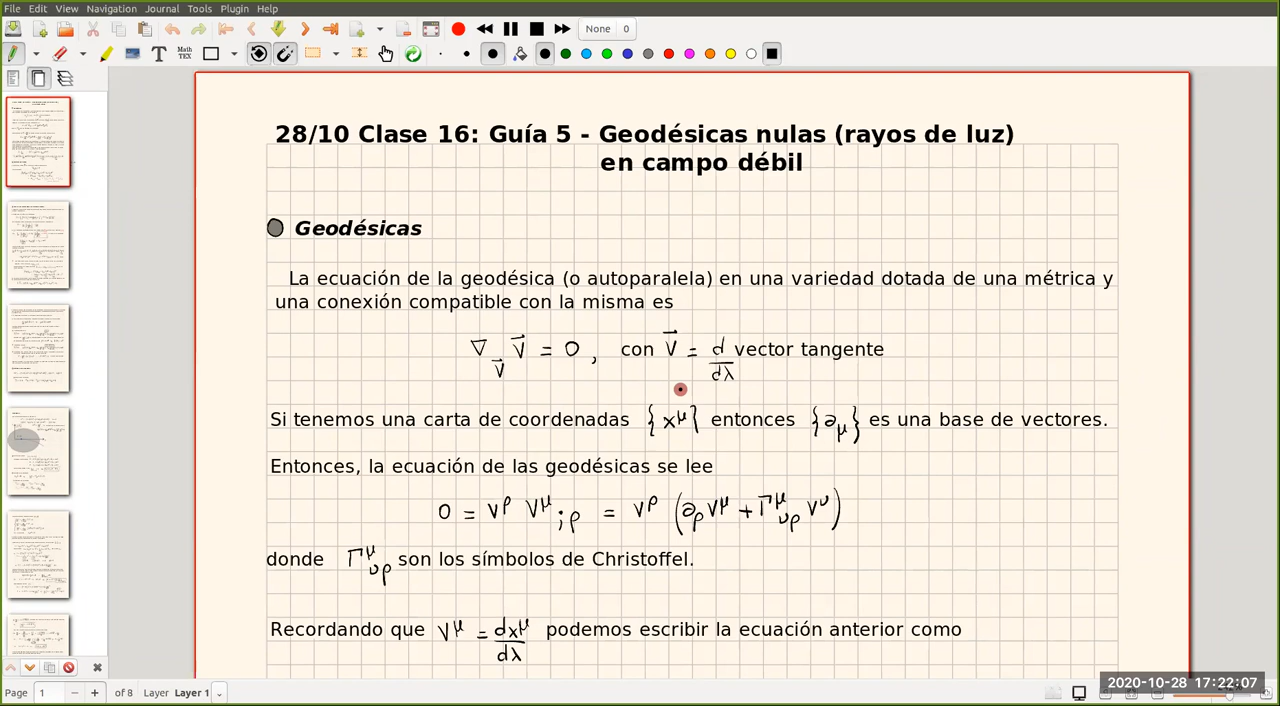 File Edit View Navigation Journal Tools Plugin Help
None 0
T Math TEX
28/10 Clase 16: Guía 5 - Geodésicas nulas (rayos de luz)
en campo débil
Geodésicas
La ecuación de la geodésica (o autoparalela) en una variedad dotada de una métrica y
una conexión compatible con la misma es
∇_V⃗ V⃗ = 0, con V⃗ = d/dλ vector tangente
Si tenemos una carta de coordenadas {x^μ} entonces {∂_μ} es una base de vectores.
Entonces, la ecuación de las geodésicas se lee
0 = V^ρ V^μ_;ρ = V^ρ (∂_ρ V^μ + Γ^μ_νρ V^ν)
donde Γ^μ_νρ son los símbolos de Christoffel.
Recordando que V^μ = dx^μ/dλ podemos escribir la ecuación anterior como
Page 1 − + of 8 Layer Layer 1
2020-10-28 17:22:07